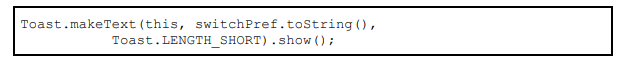 Toast.makeText(this, switchPref.toString(),
Toast.LENGTH_SHORT).show();